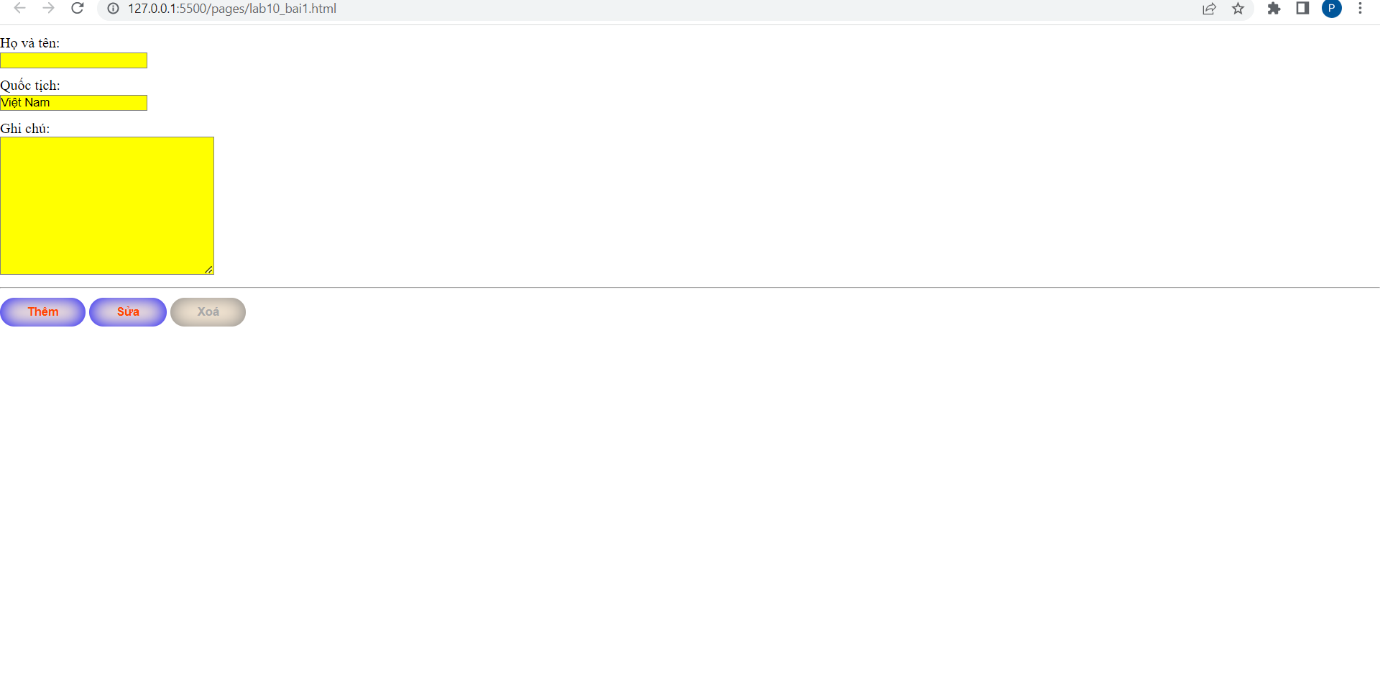 127.0.0.1:5500/pages/lab10_bai1.html
P
Họ và tên:
Quốc tịch:
Việt Nam
Ghi chú:
Thêm Sửa Xoá